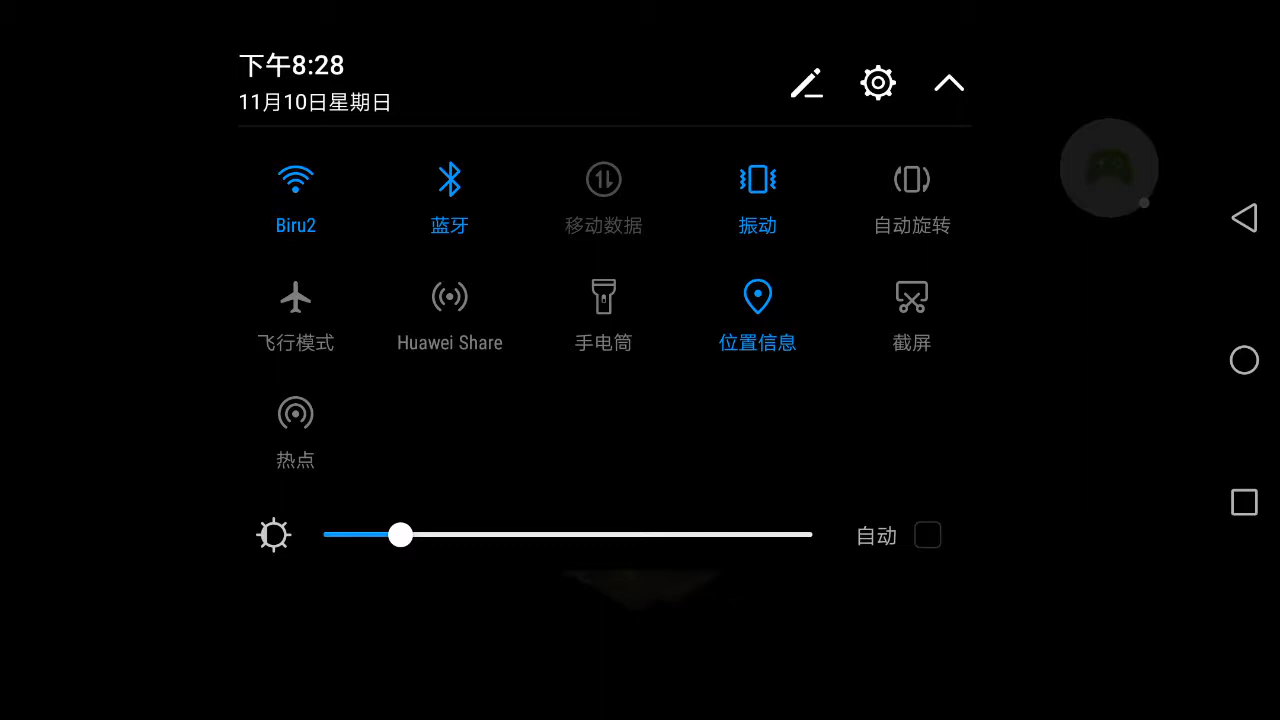 下午8:28
11月10日星期日
Biru2
蓝牙
移动数据
振动
自动旋转
飞行模式
Huawei Share
手电筒
位置信息
截屏
热点
自动